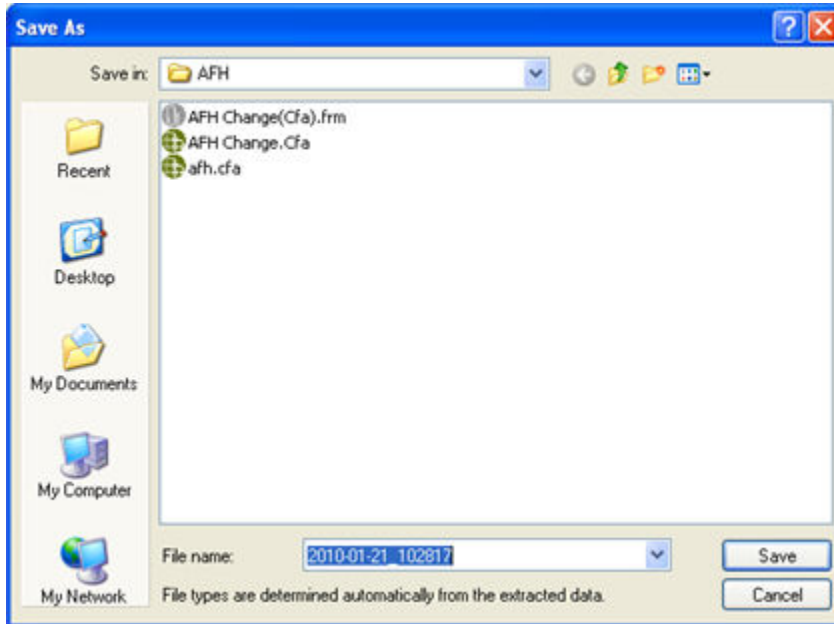 Save As
Save in: AFH
AFH Change(Cfa).frm
AFH Change.Cfa
afh.cfa
Recent
Desktop
My Documents
My Computer
My Network
File name: 2010-01-21_102817 Save
File types are determined automatically from the extracted data. Cancel